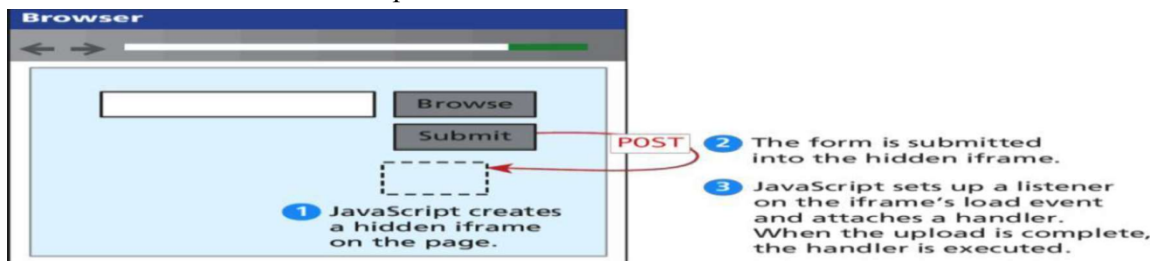 Browser
Browse
Submit
POST
1 JavaScript creates
a hidden iframe
on the page.
2 The form is submitted
into the hidden iframe.
3 JavaScript sets up a listener
on the iframe's load event
and attaches a handler.
When the upload is complete,
the handler is executed.